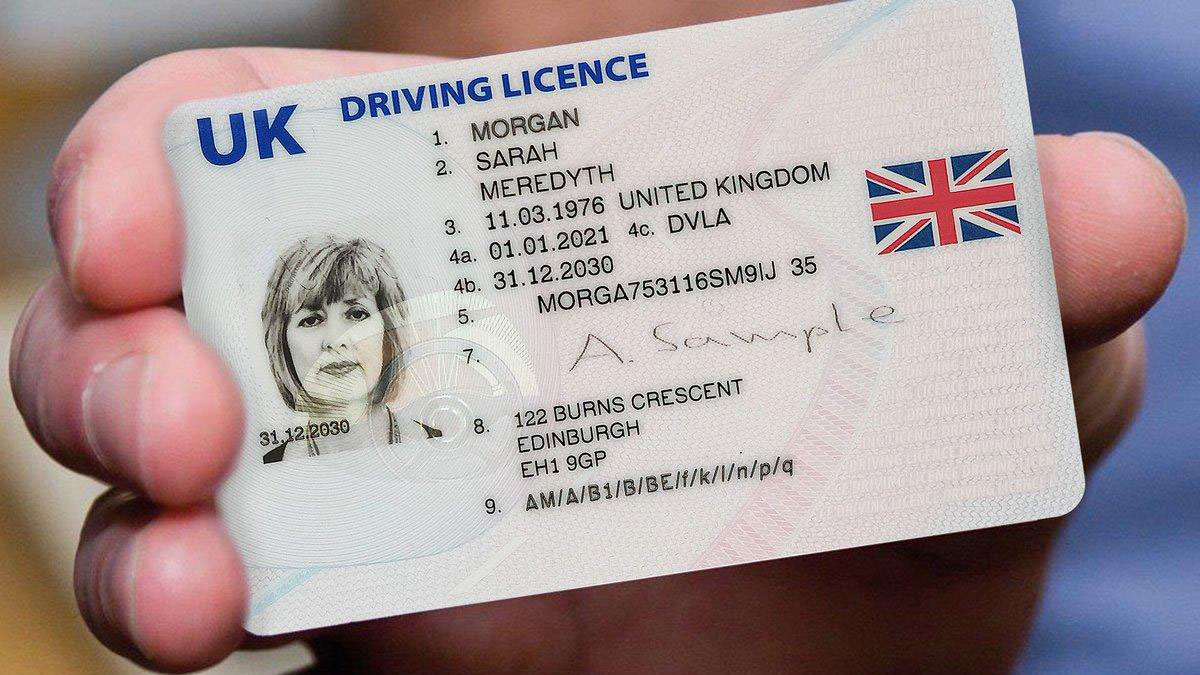 UK DRIVING LICENCE
1. MORGAN
2. SARAH
MEREDYTH
3. 11.03.1976 UNITED KINGDOM
4a. 01.01.2021 4c. DVLA
4b. 31.12.2030
5. MORGA753116SM9IJ 35
7. A. Sample
31.12.2030
8. 122 BURNS CRESCENT
EDINBURGH
EH1 9GP
9. AM/A/B1/B/BE/f/k/l/n/p/q